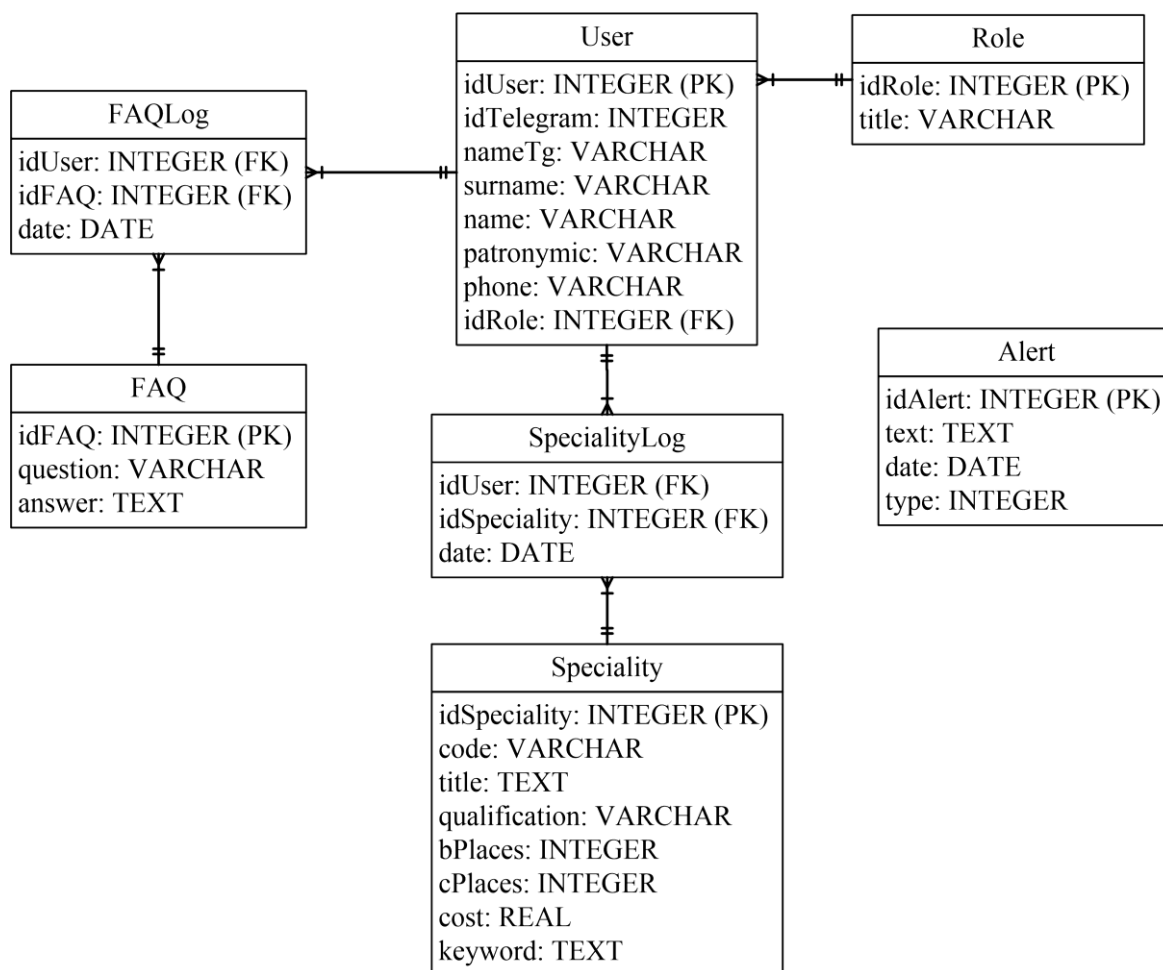 User
idUser: INTEGER (PK)
idTelegram: INTEGER
nameTg: VARCHAR
surname: VARCHAR
name: VARCHAR
patronymic: VARCHAR
phone: VARCHAR
idRole: INTEGER (FK)
Role
idRole: INTEGER (PK)
title: VARCHAR
FAQLog
idUser: INTEGER (FK)
idFAQ: INTEGER (FK)
date: DATE
FAQ
idFAQ: INTEGER (PK)
question: VARCHAR
answer: TEXT
Alert
idAlert: INTEGER (PK)
text: TEXT
date: DATE
type: INTEGER
SpecialityLog
idUser: INTEGER (FK)
idSpeciality: INTEGER (FK)
date: DATE
Speciality
idSpeciality: INTEGER (PK)
code: VARCHAR
title: TEXT
qualification: VARCHAR
bPlaces: INTEGER
cPlaces: INTEGER
cost: REAL
keyword: TEXT